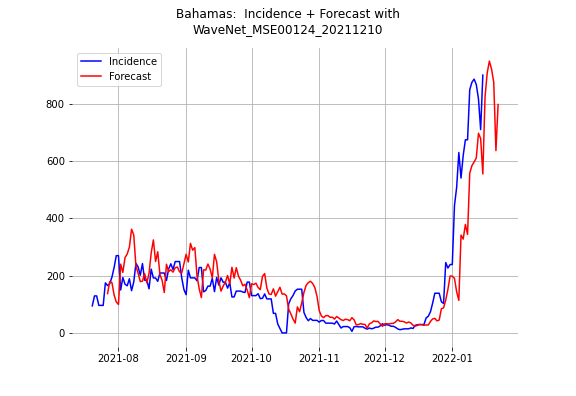 Bahamas:  Incidence + Forecast with
WaveNet_MSE00124_20211210
Incidence
Forecast
800
600
400
200
0
2021-08 2021-09 2021-10 2021-11 2021-12 2022-01